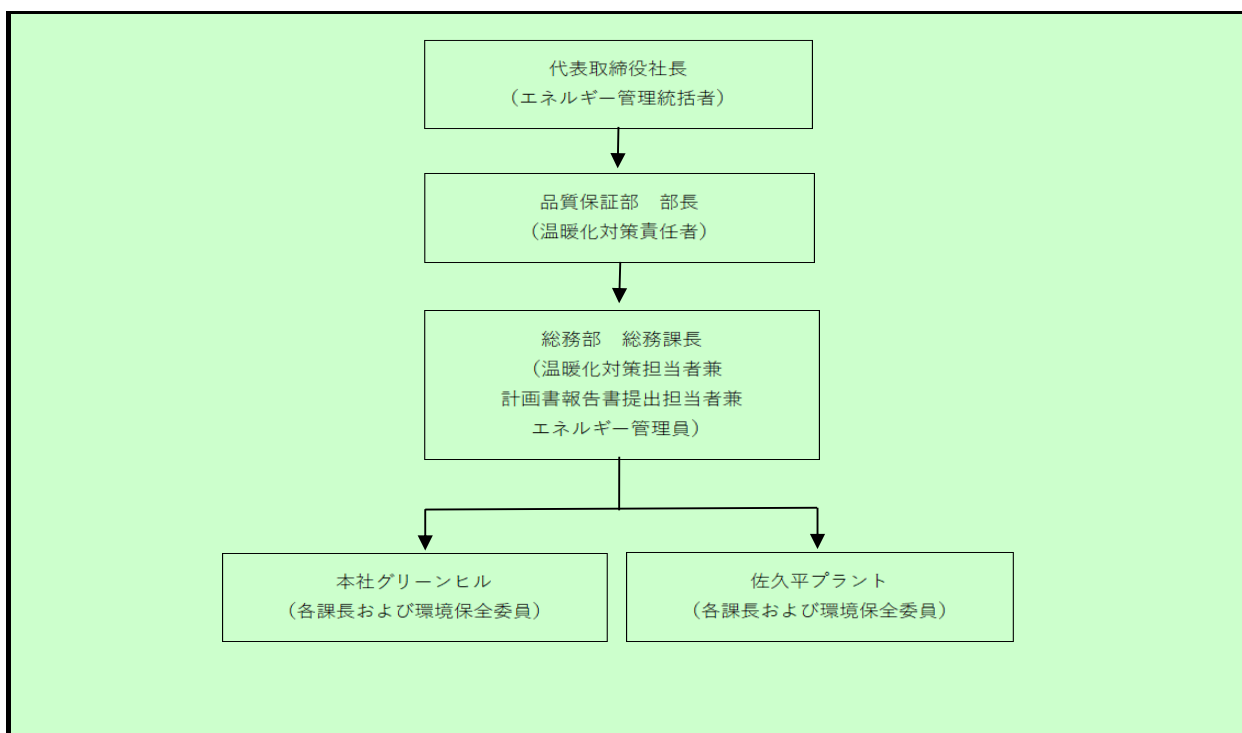 代表取締役社長
（エネルギー管理統括者）
品質保証部　部長
（温暖化対策責任者）
総務部　総務課長
（温暖化対策担当者兼
計画書報告書提出担当者兼
エネルギー管理員）
本社グリーンヒル
（各課長および環境保全委員）
佐久平プラント
（各課長および環境保全委員）